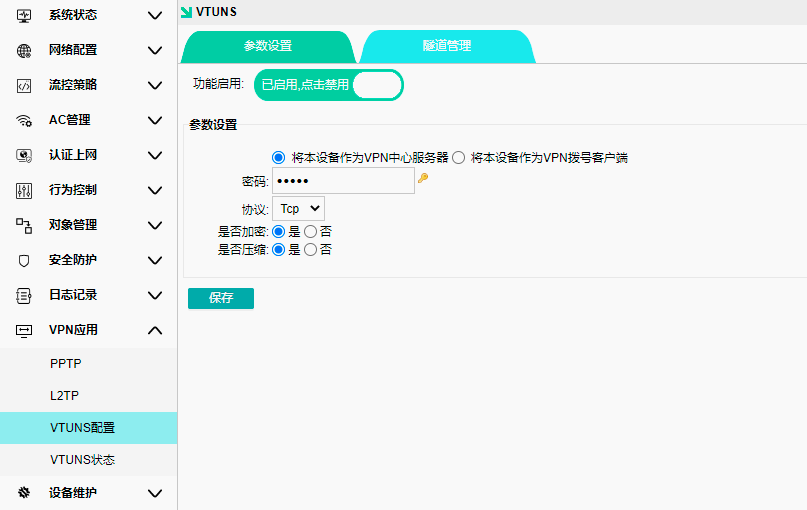 系统状态
网络配置
流控策略
AC管理
认证上网
行为控制
对象管理
安全防护
日志记录
VPN应用
PPTP
L2TP
VTUNS配置
VTUNS状态
设备维护
VTUNS
参数设置 隧道管理
功能启用: 已启用,点击禁用
参数设置
将本设备作为VPN中心服务器 将本设备作为VPN拨号客户端
密码: •••••
协议: Tcp
是否加密: 是 否
是否压缩: 是 否
保存